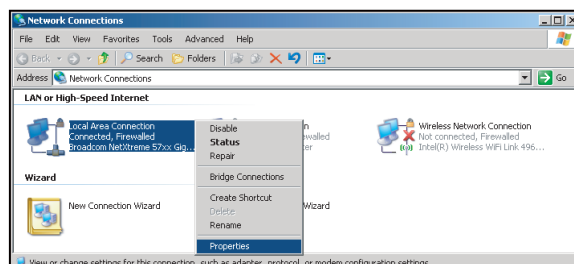 Network Connections
File Edit View Favorites Tools Advanced Help
Back Search Folders
Address Network Connections Go
LAN or High-Speed Internet
Local Area Connection
Connected, Firewalled
Broadcom NetXtreme 57xx Gig...
Disable
Status
Repair
Bridge Connections
Create Shortcut
Delete
Rename
Properties
Wireless Network Connection
Not connected, Firewalled
Intel(R) Wireless WiFi Link 496...
Wizard
New Connection Wizard
Wizard
View or change settings for this connection, such as adapter, protocol, or modem configuration settings.